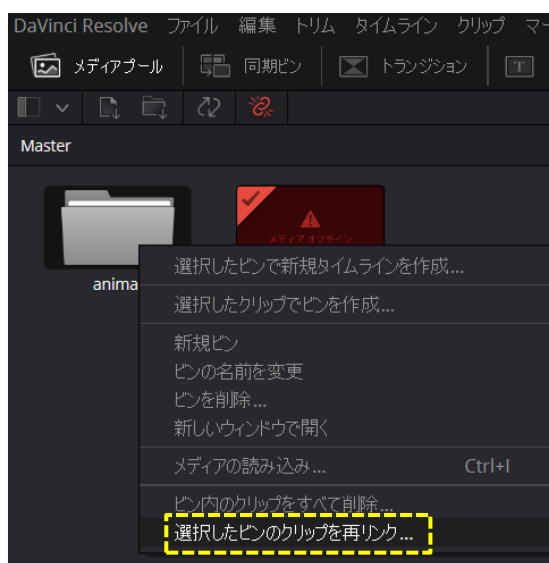 DaVinci Resolve ファイル 編集 トリム タイムライン クリップ マー
メディアプール 同期ビン トランジション T
Master
メディアオフライン
anima
選択したビンで新規タイムラインを作成...
選択したクリップでビンを作成...
新規ビン
ビンの名前を変更
ビンを削除...
新しいウィンドウで開く
メディアの読み込み... Ctrl+I
ビン内のクリップをすべて削除...
選択したビンのクリップを再リンク...